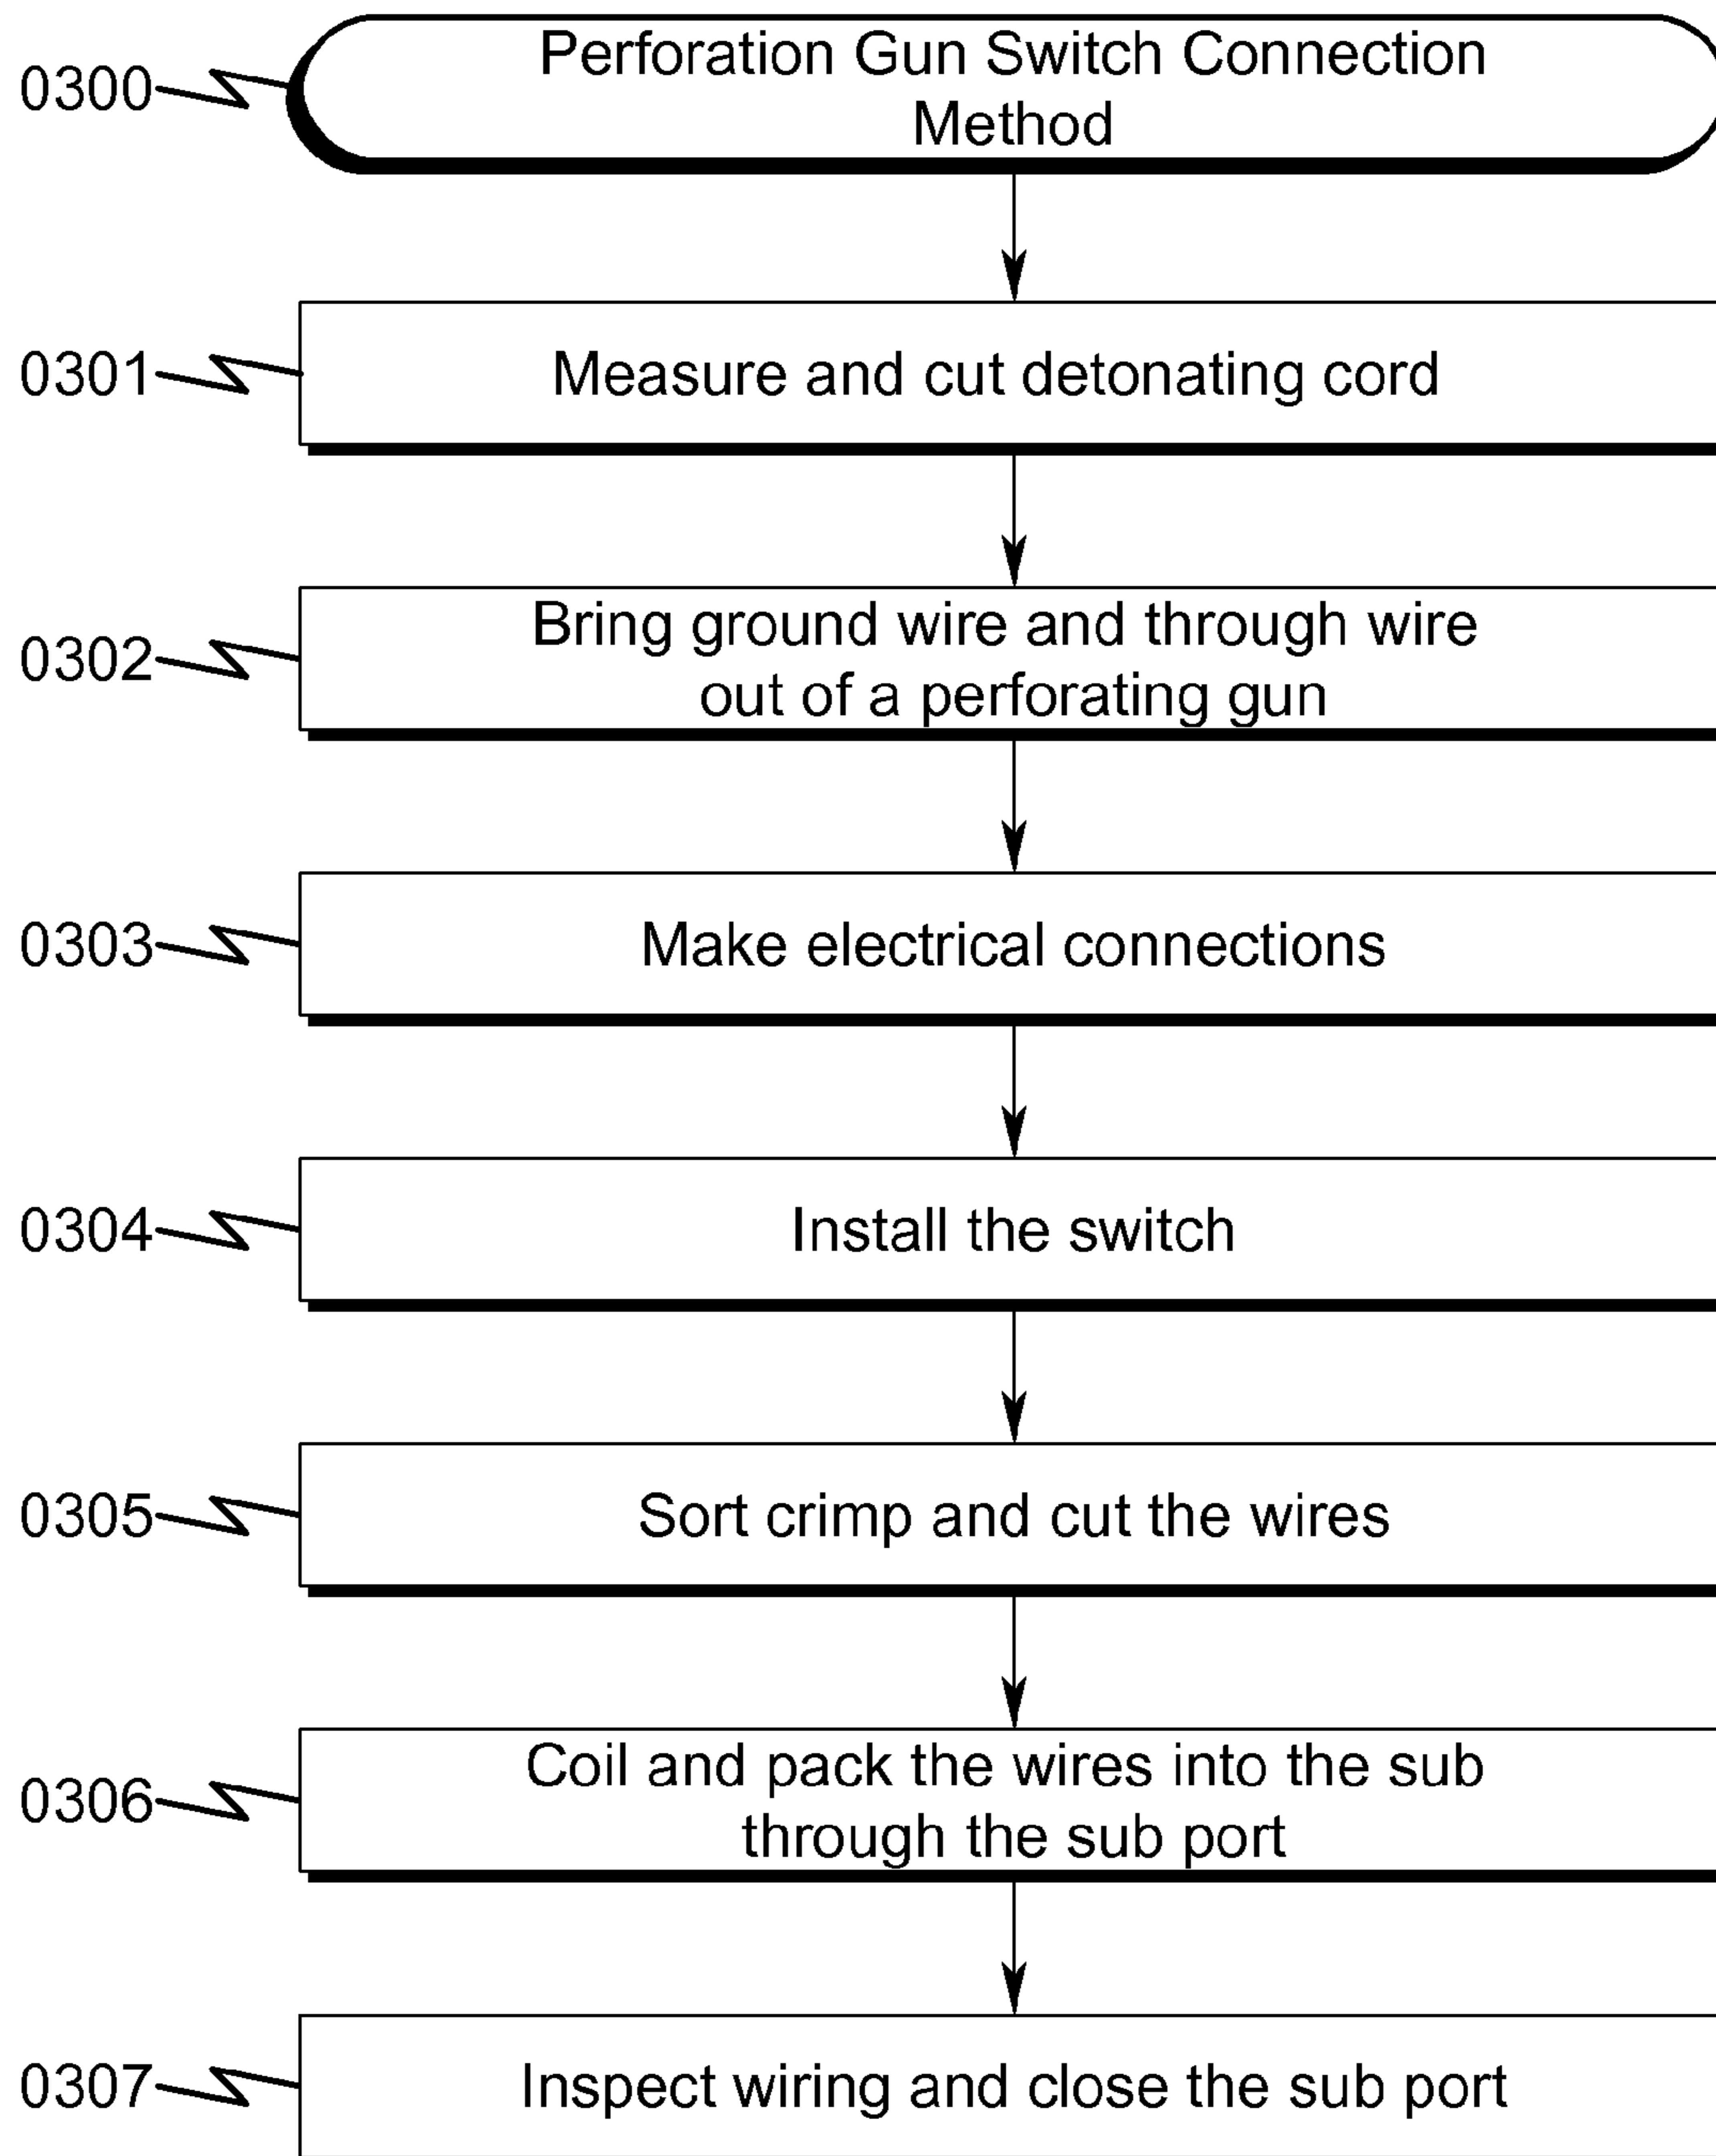 Perforation Gun Switch Connection
Method
0300
Measure and cut detonating cord
0301
Bring ground wire and through wire
out of a perforating gun
0302
Make electrical connections
0303
Install the switch
0304
Sort crimp and cut the wires
0305
Coil and pack the wires into the sub
through the sub port
0306
Inspect wiring and close the sub port
0307